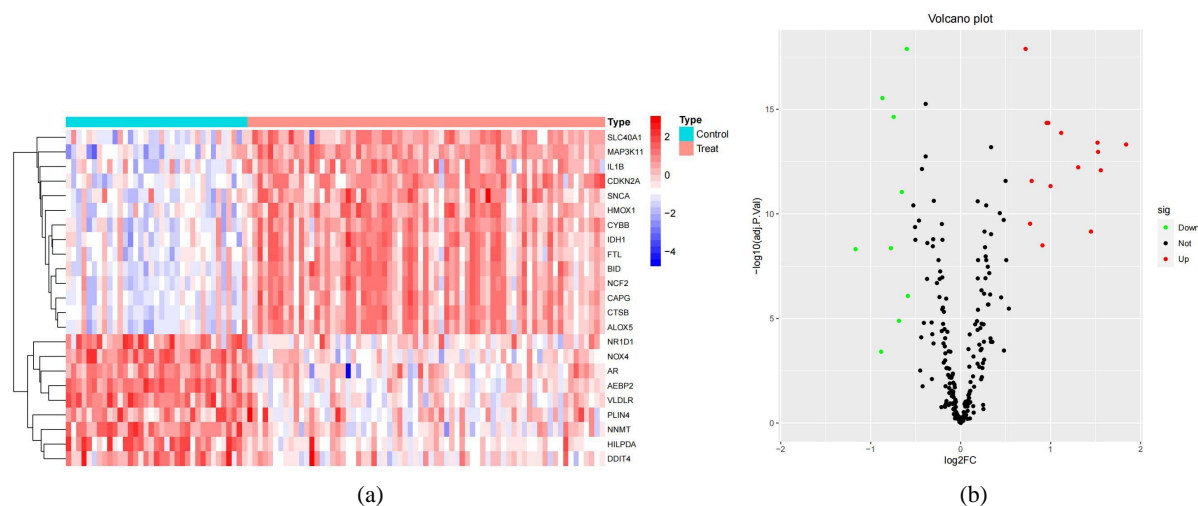 Type
SLC40A1
MAP3K11
IL1B
CDKN2A
SNCA
HMOX1
CYBB
IDH1
FTL
BID
NCF2
CAPG
CTSB
ALOX5
NR1D1
NOX4
AR
AEBP2
VLDLR
PLIN4
NNMT
HILPDA
DDIT4
2
0
−2
−4
Type
Control
Treat
(a)
Volcano plot
−log10(adj.P.Val)
15
10
5
0
−2
−1
0
1
2
log2FC
sig
Down
Not
Up
(b)